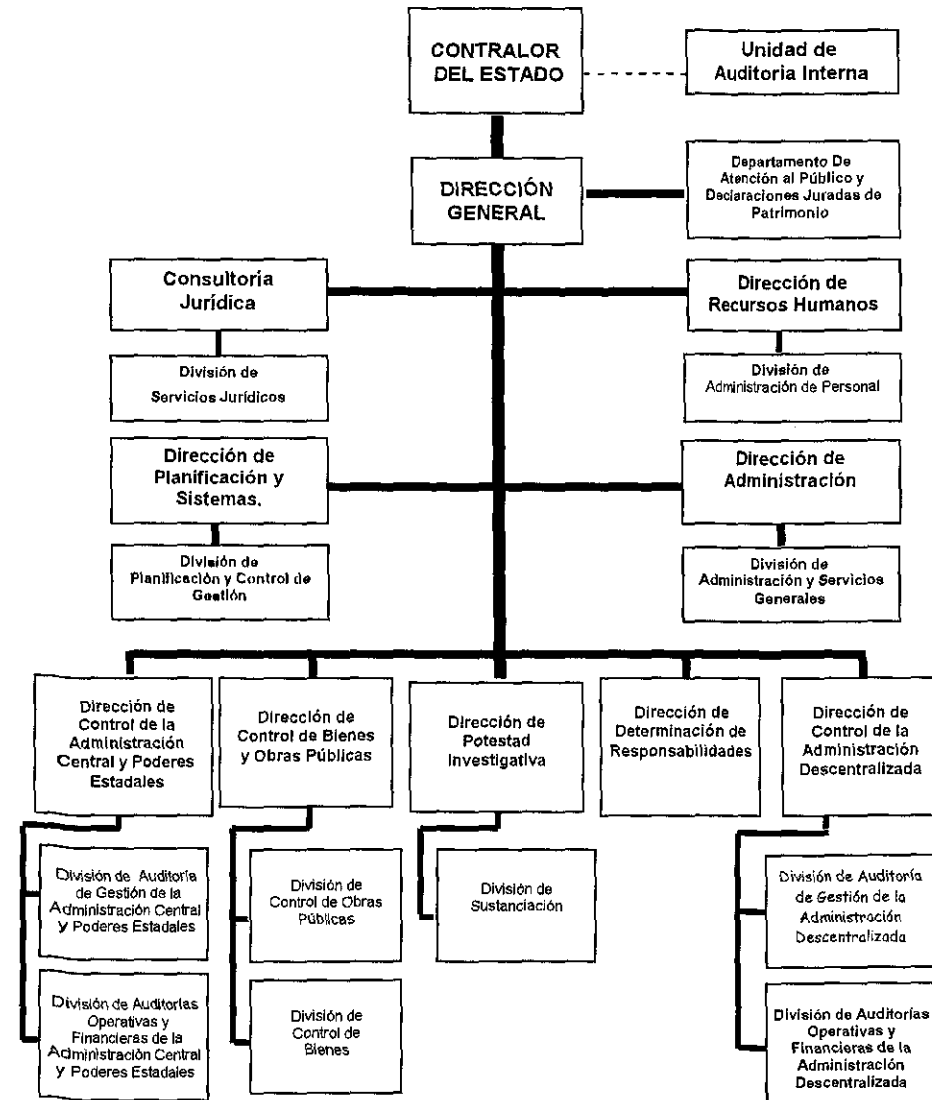 CONTRALOR
DEL ESTADO
Unidad de
Auditoria Interna
DIRECCIÓN
GENERAL
Departamento De
Atención al Público y
Declaraciones Juradas de
Patrimonio
Consultoría
Jurídica
Dirección de
Recursos Humanos
División de
Servicios Jurídicos
División de
Administración de Personal
Dirección de
Planificación y
Sistemas.
Dirección de
Administración
División de
Planificación y Control de
Gestión
División de
Administración y Servicios
Generales
Dirección de
Control de la
Administración
Central y Poderes
Estadales
Dirección de
Control de Bienes
y Obras Públicas
Dirección de
Potestad
Investigativa
Dirección de
Determinación de
Responsabilidades
Dirección de
Control de la
Administración
Descentralizada
División de Auditoría
de Gestión de la
Administración Central
y Poderes Estadales
División de
Control de Obras
Públicas
División de
Sustanciación
División de Auditoría
de Gestión de la
Administración
Descentralizada
División de Auditorías
Operativas y
Financieras de la
Administración Central
y Poderes Estadales
División de
Control de
Bienes
División de Auditorías
Operativas y
Financieras de la
Administración
Descentralizada